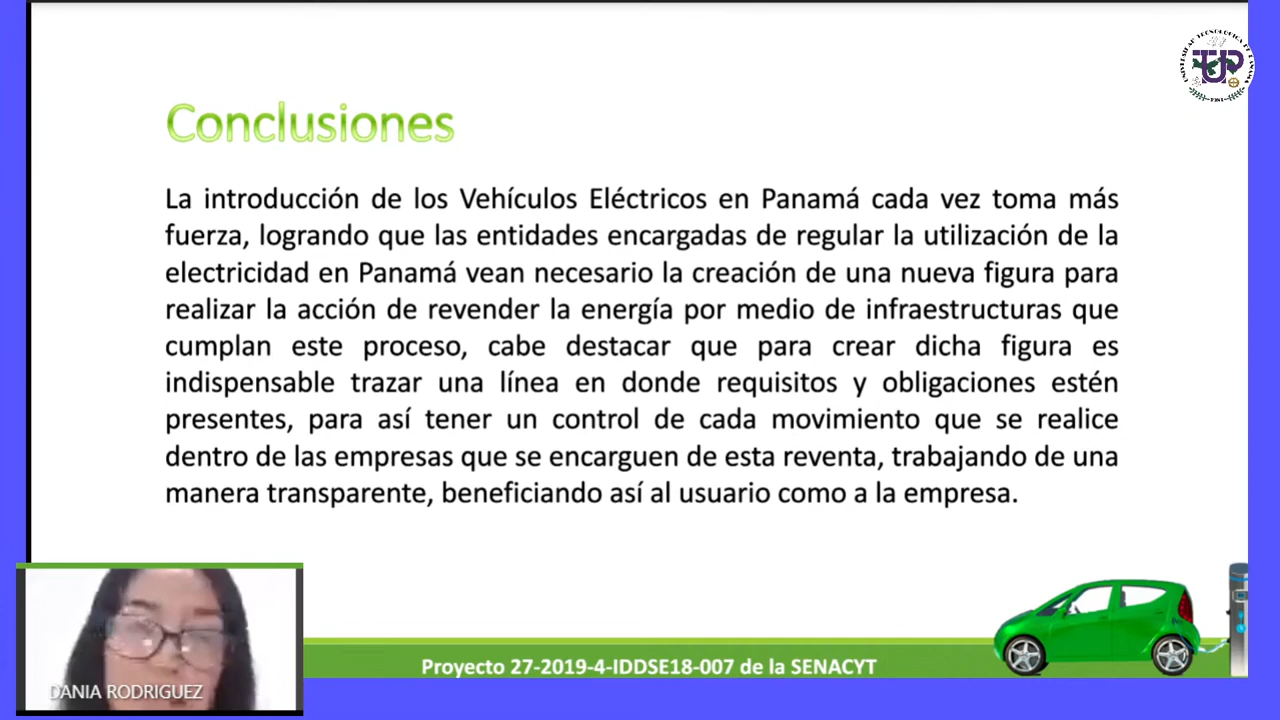 UNIVERSIDAD TECNOLÓGICA DE PANAMÁ
UTP
1981
Conclusiones
La introducción de los Vehículos Eléctricos en Panamá cada vez toma más
fuerza, logrando que las entidades encargadas de regular la utilización de la
electricidad en Panamá vean necesario la creación de una nueva figura para
realizar la acción de revender la energía por medio de infraestructuras que
cumplan este proceso, cabe destacar que para crear dicha figura es
indispensable trazar una línea en donde requisitos y obligaciones estén
presentes, para así tener un control de cada movimiento que se realice
dentro de las empresas que se encarguen de esta reventa, trabajando de una
manera transparente, beneficiando así al usuario como a la empresa.
DANIA RODRIGUEZ
Proyecto 27-2019-4-IDDSE18-007 de la SENACYT